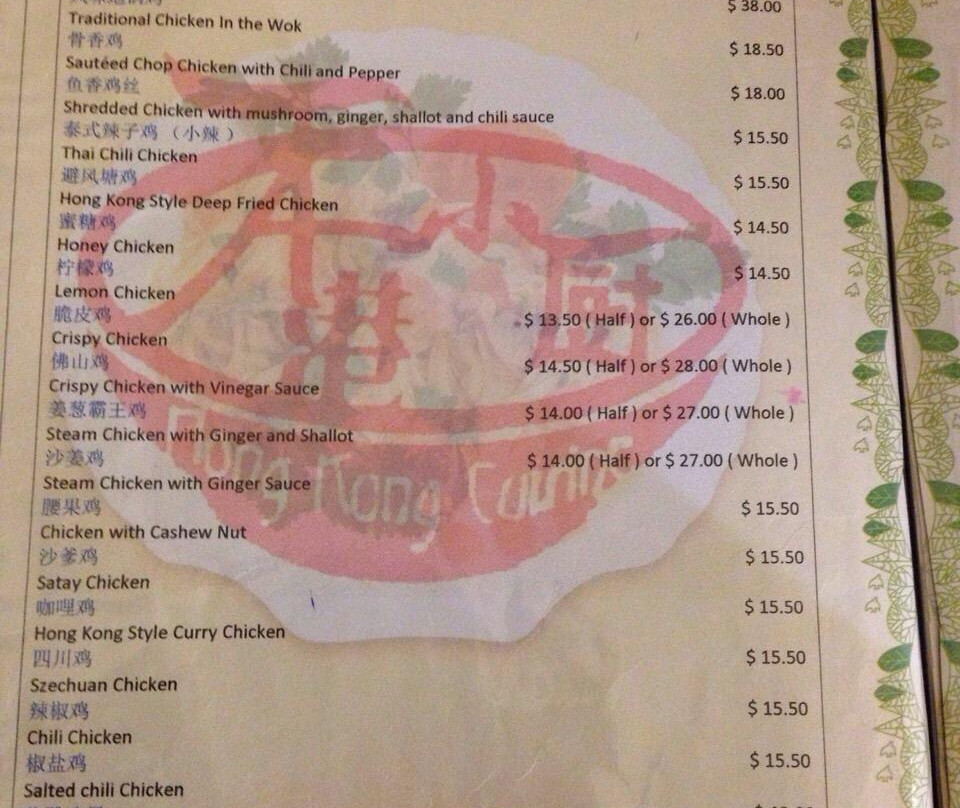 $ 38.00
Traditional Chicken In the Wok
骨香鸡 $ 18.50
Sautéed Chop Chicken with Chili and Pepper
鱼香鸡丝 $ 18.00
Shredded Chicken with mushroom, ginger, shallot and chili sauce
泰式辣子鸡 （小辣 ） $ 15.50
Thai Chili Chicken
避风塘鸡 $ 15.50
Hong Kong Style Deep Fried Chicken
蜜糖鸡 $ 14.50
Honey Chicken
柠檬鸡 $ 14.50
Lemon Chicken
脆皮鸡 $ 13.50 ( Half ) or $ 26.00 ( Whole )
Crispy Chicken
佛山鸡 $ 14.50 ( Half ) or $ 28.00 ( Whole )
Crispy Chicken with Vinegar Sauce
姜葱霸王鸡 $ 14.00 ( Half ) or $ 27.00 ( Whole )
Steam Chicken with Ginger and Shallot
沙姜鸡 $ 14.00 ( Half ) or $ 27.00 ( Whole )
Steam Chicken with Ginger Sauce
腰果鸡 $ 15.50
Chicken with Cashew Nut
沙爹鸡 $ 15.50
Satay Chicken
咖哩鸡 $ 15.50
Hong Kong Style Curry Chicken
四川鸡 $ 15.50
Szechuan Chicken
辣椒鸡 $ 15.50
Chili Chicken
椒盐鸡 $ 15.50
Salted chili Chicken
港
厨
Hong Kong